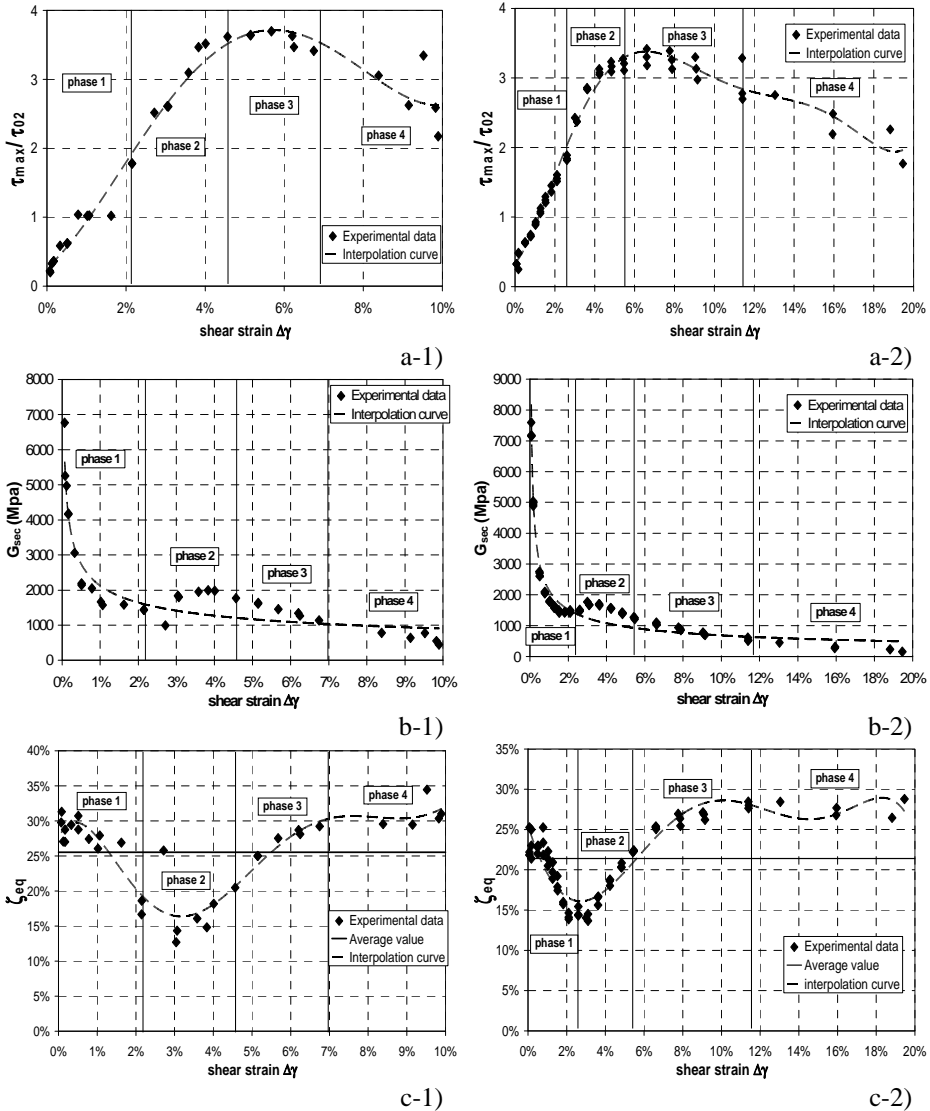 4
3
2
1
0
τmax/τ02
phase 1
phase 2
phase 3
phase 4
Experimental data
Interpolation curve
0% 2% 4% 6% 8% 10%
shear strain Δγ
a-1)
4
3
2
1
0
τmax/τ02
phase 1
phase 2
phase 3
phase 4
Experimental data
Interpolation curve
0% 2% 4% 6% 8% 10% 12% 14% 16% 18% 20%
shear strain Δγ
a-2)
8000
7000
6000
5000
4000
3000
2000
1000
0
Gsec (Mpa)
phase 1
phase 2
phase 3
phase 4
Experimental data
Interpolation curve
0% 1% 2% 3% 4% 5% 6% 7% 8% 9% 10%
shear strain Δγ
b-1)
9000
8000
7000
6000
5000
4000
3000
2000
1000
0
Gsec (Mpa)
phase 1
phase 2
phase 3
phase 4
Experimental data
Interpolation curve
0% 2% 4% 6% 8% 10% 12% 14% 16% 18% 20%
shear strain Δγ
b-2)
40%
35%
30%
25%
20%
15%
10%
5%
0%
ζeq
phase 1
phase 2
phase 3
phase 4
Experimental data
Average value
Interpolation curve
0% 1% 2% 3% 4% 5% 6% 7% 8% 9% 10%
shear strain Δγ
c-1)
35%
30%
25%
20%
15%
10%
5%
0%
ζeq
phase 1
phase 2
phase 3
phase 4
Experimental data
Average value
interpolation curve
0% 2% 4% 6% 8% 10% 12% 14% 16% 18% 20%
shear strain Δγ
c-2)